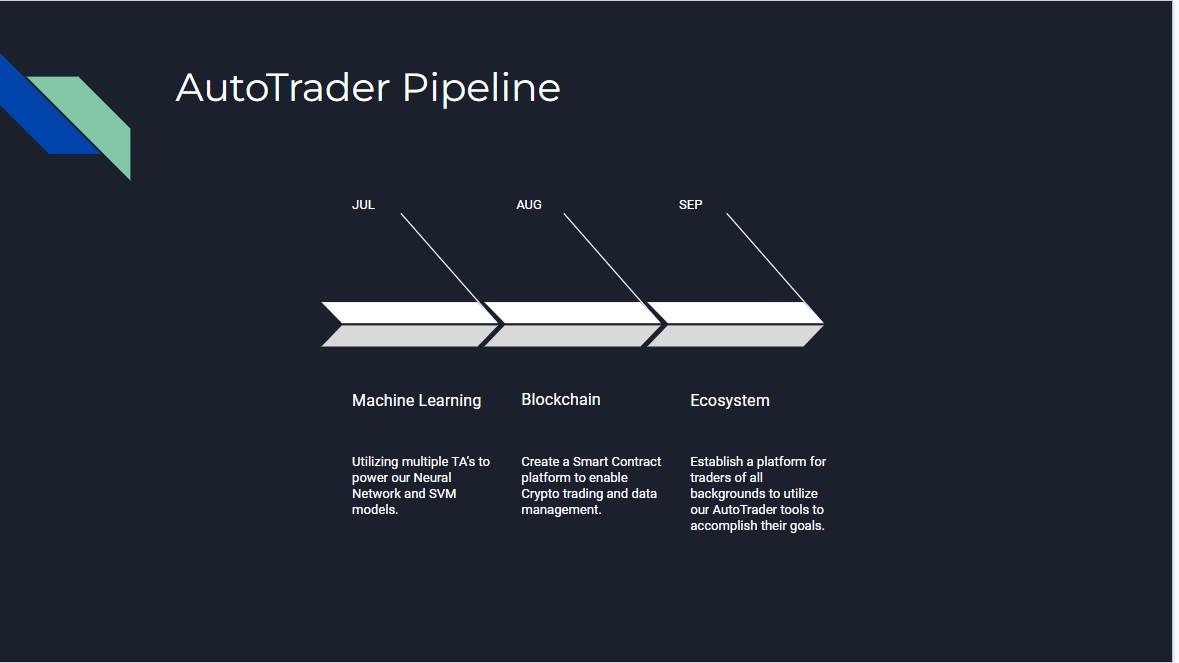 AutoTrader Pipeline
JUL
AUG
SEP
Machine Learning
Blockchain
Ecosystem
Utilizing multiple TA’s to
power our Neural
Network and SVM
models.
Create a Smart Contract
platform to enable
Crypto trading and data
management.
Establish a platform for
traders of all
backgrounds to utilize
our AutoTrader tools to
accomplish their goals.